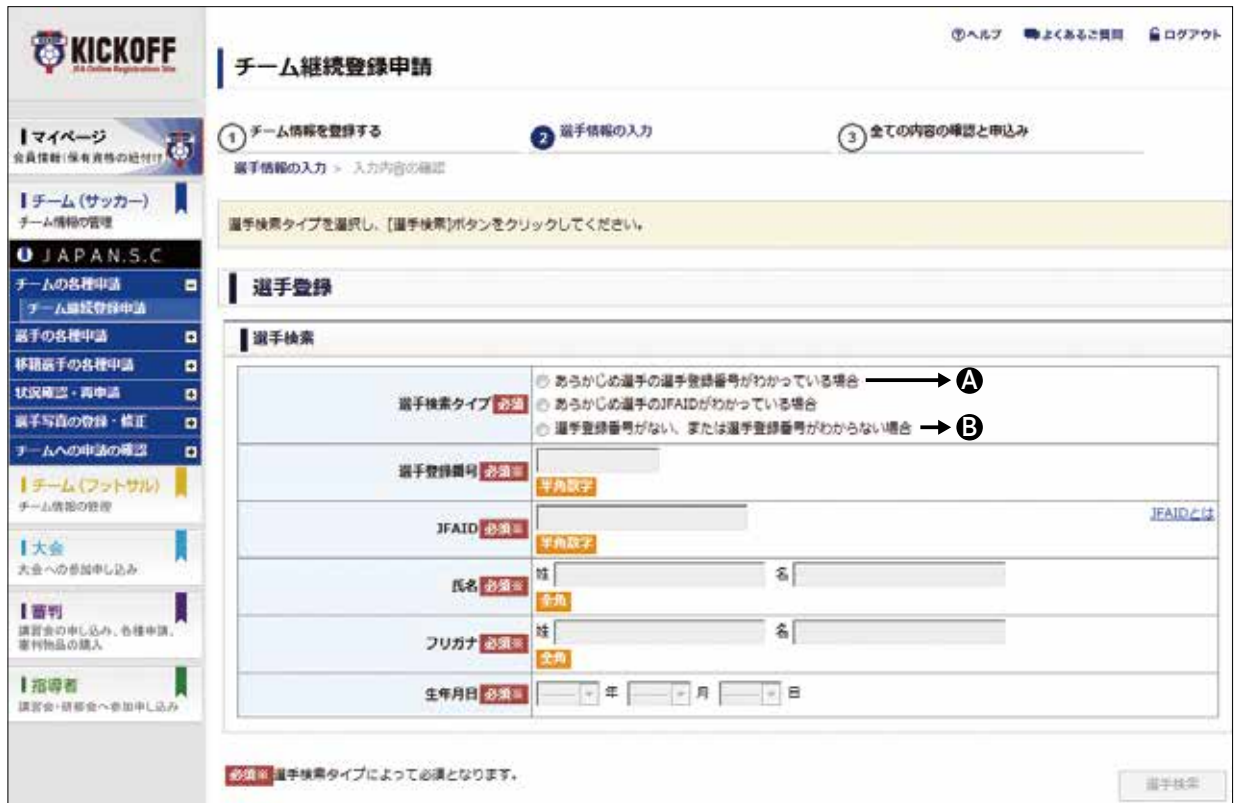 KICKOFF
JFA Online Registration Site
ヘルプ よくあるご質問 ログアウト
チーム継続登録申請
1 チーム情報を登録する 2 選手情報の入力 3 全ての内容の確認と申込み
選手情報の入力 > 入力内容の確認
選手検索タイプを選択し、[選手検索]ボタンをクリックしてください。
マイページ
会員情報・保有資格の紐付け
チーム(サッカー)
チーム情報の管理
JAPAN.S.C
チームの各種申請
チーム継続登録申請
選手の各種申請
移籍選手の各種申請
状況確認・再申請
選手写真の登録・修正
チームへの申請の確認
チーム(フットサル)
チーム情報の管理
大会
大会への参加申し込み
審判
講習会の申し込み、各種申請、
審判物品の購入
指導者
講習会・研修会へ参加申し込み
選手登録
選手検索
選手検索タイプ 必須
あらかじめ選手の選手登録番号がわかっている場合 A
あらかじめ選手のJFAIDがわかっている場合
選手登録番号がない、または選手登録番号がわからない場合 B
選手登録番号 必須※
半角数字
JFAID 必須※ JFAIDとは
半角数字
氏名 必須※ 姓 名
全角
フリガナ 必須※ 姓 名
全角
生年月日 必須※ 年 月 日
必須※ 選手検索タイプによって必須となります。
選手検索